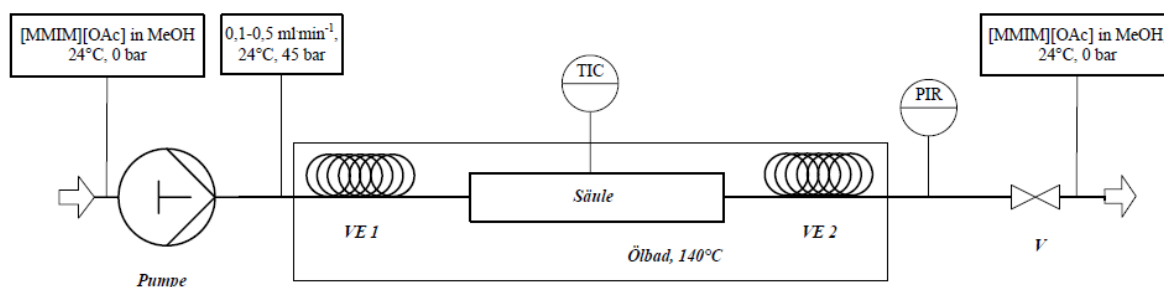 [MMIM][OAc] in MeOH
24°C, 0 bar
0,1-0,5 ml·min⁻¹,
24°C, 45 bar
TIC
PIR
[MMIM][OAc] in MeOH
24°C, 0 bar
Säule
VE 1
VE 2
V
Ölbad, 140°C
Pumpe